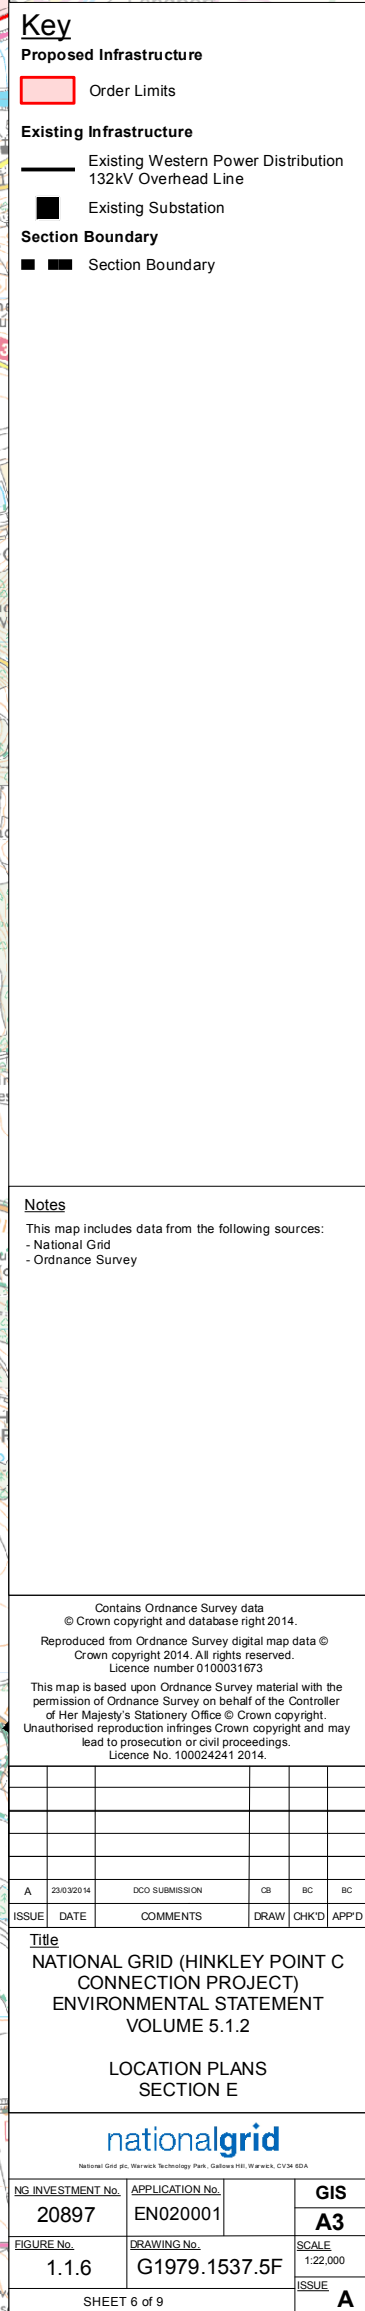 Key
Proposed Infrastructure
Order Limits
Existing Infrastructure
Existing Western Power Distribution
132kV Overhead Line
Existing Substation
Section Boundary
Section Boundary
Notes
This map includes data from the following sources:
- National Grid
- Ordnance Survey
Contains Ordnance Survey data
© Crown copyright and database right 2014.
Reproduced from Ordnance Survey digital map data ©
Crown copyright 2014. All rights reserved.
Licence number 0100031673
This map is based upon Ordnance Survey material with the
permission of Ordnance Survey on behalf of the Controller
of Her Majesty's Stationery Office © Crown copyright.
Unauthorised reproduction infringes Crown copyright and may
lead to prosecution or civil proceedings.
Licence No. 100024241 2014.
A 23/03/2014 DCO SUBMISSION CB BC BC
ISSUE DATE COMMENTS DRAW CHK'D APP'D
Title
NATIONAL GRID (HINKLEY POINT C
CONNECTION PROJECT)
ENVIRONMENTAL STATEMENT
VOLUME 5.1.2
LOCATION PLANS
SECTION E
nationalgrid
National Grid plc, Warwick Technology Park, Gallows Hill, Warwick, CV34 6DA
NG INVESTMENT No. APPLICATION No. GIS
20897 EN020001 A3
FIGURE No. DRAWING No. SCALE
1.1.6 G1979.1537.5F 1:22,000
SHEET 6 of 9 ISSUE A